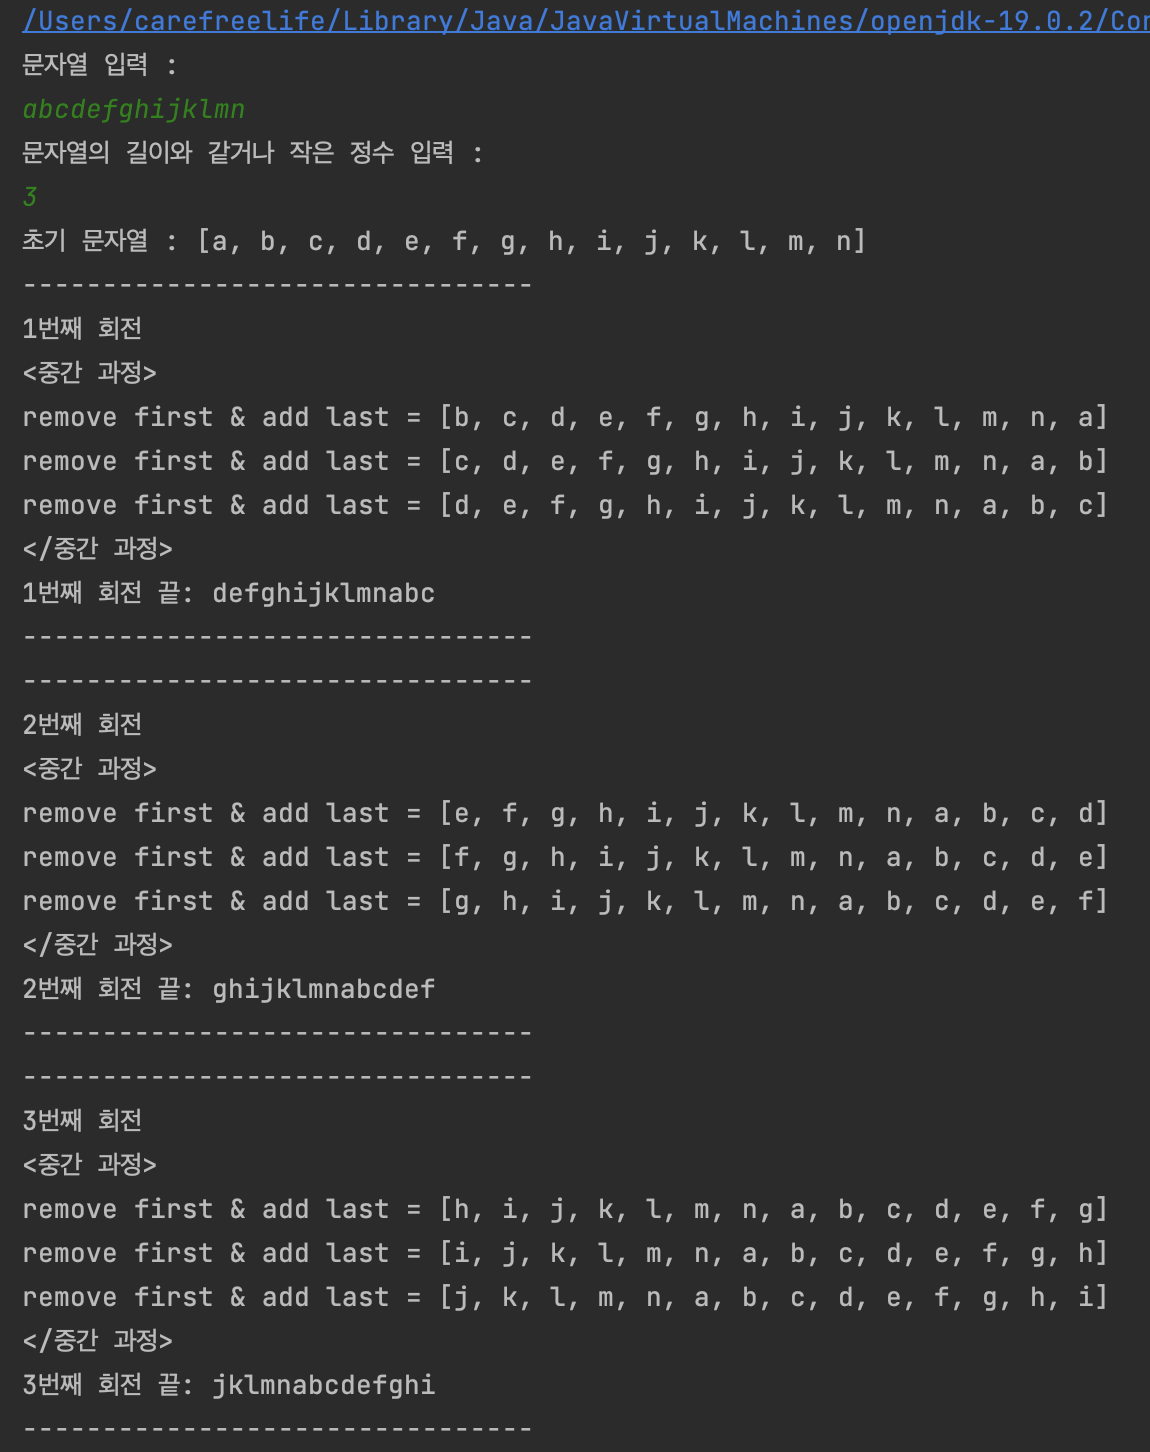 /Users/carefreelife/Library/Java/JavaVirtualMachines/openjdk-19.0.2/Con
문자열 입력 :
abcdefghijklmn
문자열의 길이와 같거나 작은 정수 입력 :
3
초기 문자열 : [a, b, c, d, e, f, g, h, i, j, k, l, m, n]
--------------------------------
1번째 회전
<중간 과정>
remove first & add last = [b, c, d, e, f, g, h, i, j, k, l, m, n, a]
remove first & add last = [c, d, e, f, g, h, i, j, k, l, m, n, a, b]
remove first & add last = [d, e, f, g, h, i, j, k, l, m, n, a, b, c]
</중간 과정>
1번째 회전 끝: defghijklmnabc
--------------------------------
--------------------------------
2번째 회전
<중간 과정>
remove first & add last = [e, f, g, h, i, j, k, l, m, n, a, b, c, d]
remove first & add last = [f, g, h, i, j, k, l, m, n, a, b, c, d, e]
remove first & add last = [g, h, i, j, k, l, m, n, a, b, c, d, e, f]
</중간 과정>
2번째 회전 끝: ghijklmnabcdef
--------------------------------
--------------------------------
3번째 회전
<중간 과정>
remove first & add last = [h, i, j, k, l, m, n, a, b, c, d, e, f, g]
remove first & add last = [i, j, k, l, m, n, a, b, c, d, e, f, g, h]
remove first & add last = [j, k, l, m, n, a, b, c, d, e, f, g, h, i]
</중간 과정>
3번째 회전 끝: jklmnabcdefghi
--------------------------------